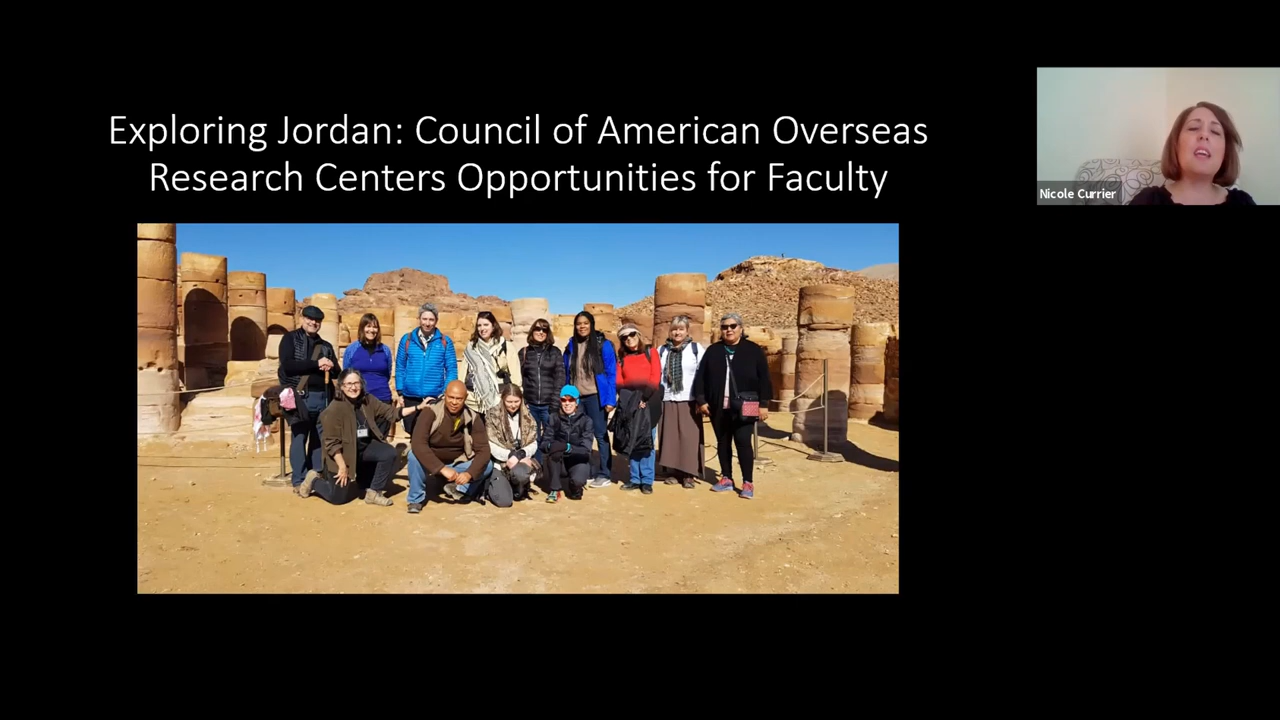 Exploring Jordan: Council of American Overseas
Research Centers Opportunities for Faculty
Nicole Currier